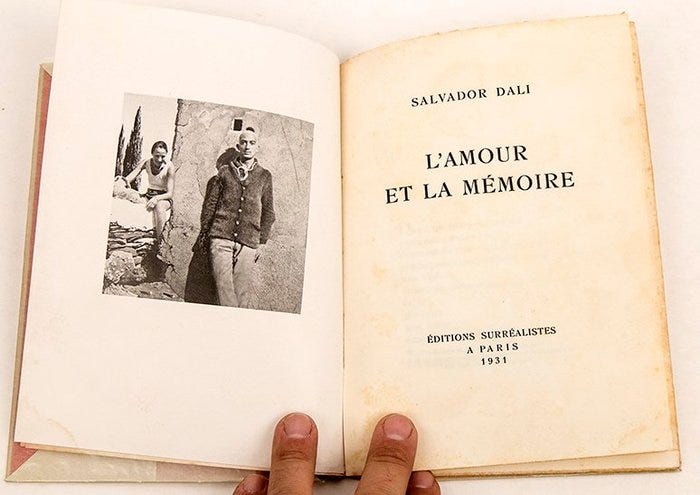 SALVADOR DALI
L'AMOUR
ET LA MÉMOIRE
ÉDITIONS SURRÉALISTES
A PARIS
1931